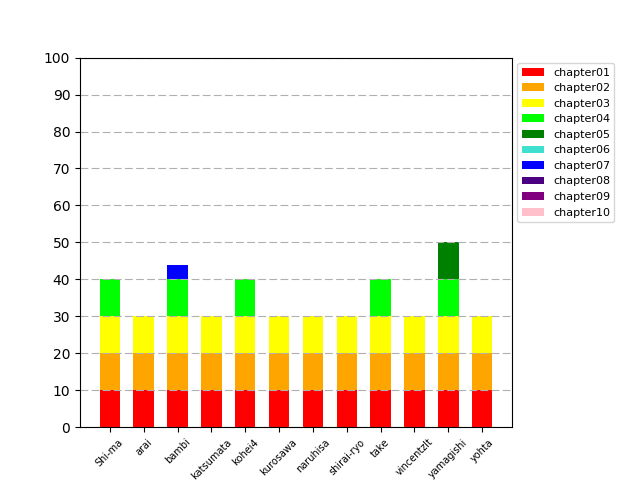 100
90
80
70
60
50
40
30
20
10
0
Shi-ma
arai
bambi
katsumata
kohei4
kurosawa
naruhisa
shirai-ryo
take
vincentzlt
yamagishi
yohta
chapter01
chapter02
chapter03
chapter04
chapter05
chapter06
chapter07
chapter08
chapter09
chapter10